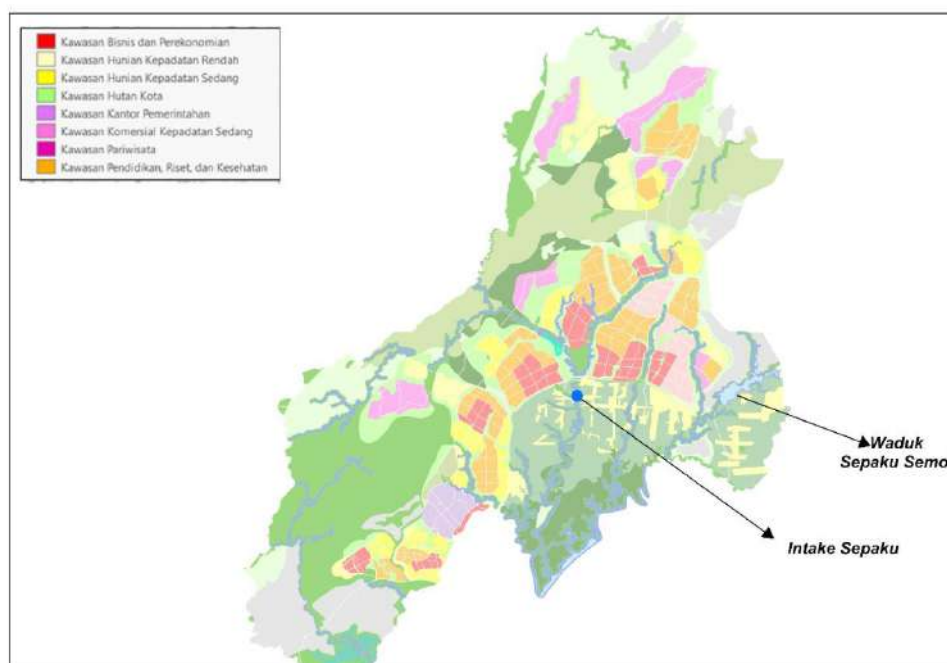 Kawasan Bisnis dan Perekonomian
Kawasan Hunian Kepadatan Rendah
Kawasan Hunian Kepadatan Sedang
Kawasan Hutan Kota
Kawasan Kantor Pemerintahan
Kawasan Komersial Kepadatan Sedang
Kawasan Pariwisata
Kawasan Pendidikan, Riset, dan Kesehatan
Waduk
Sepaku Semo
Intake Sepaku